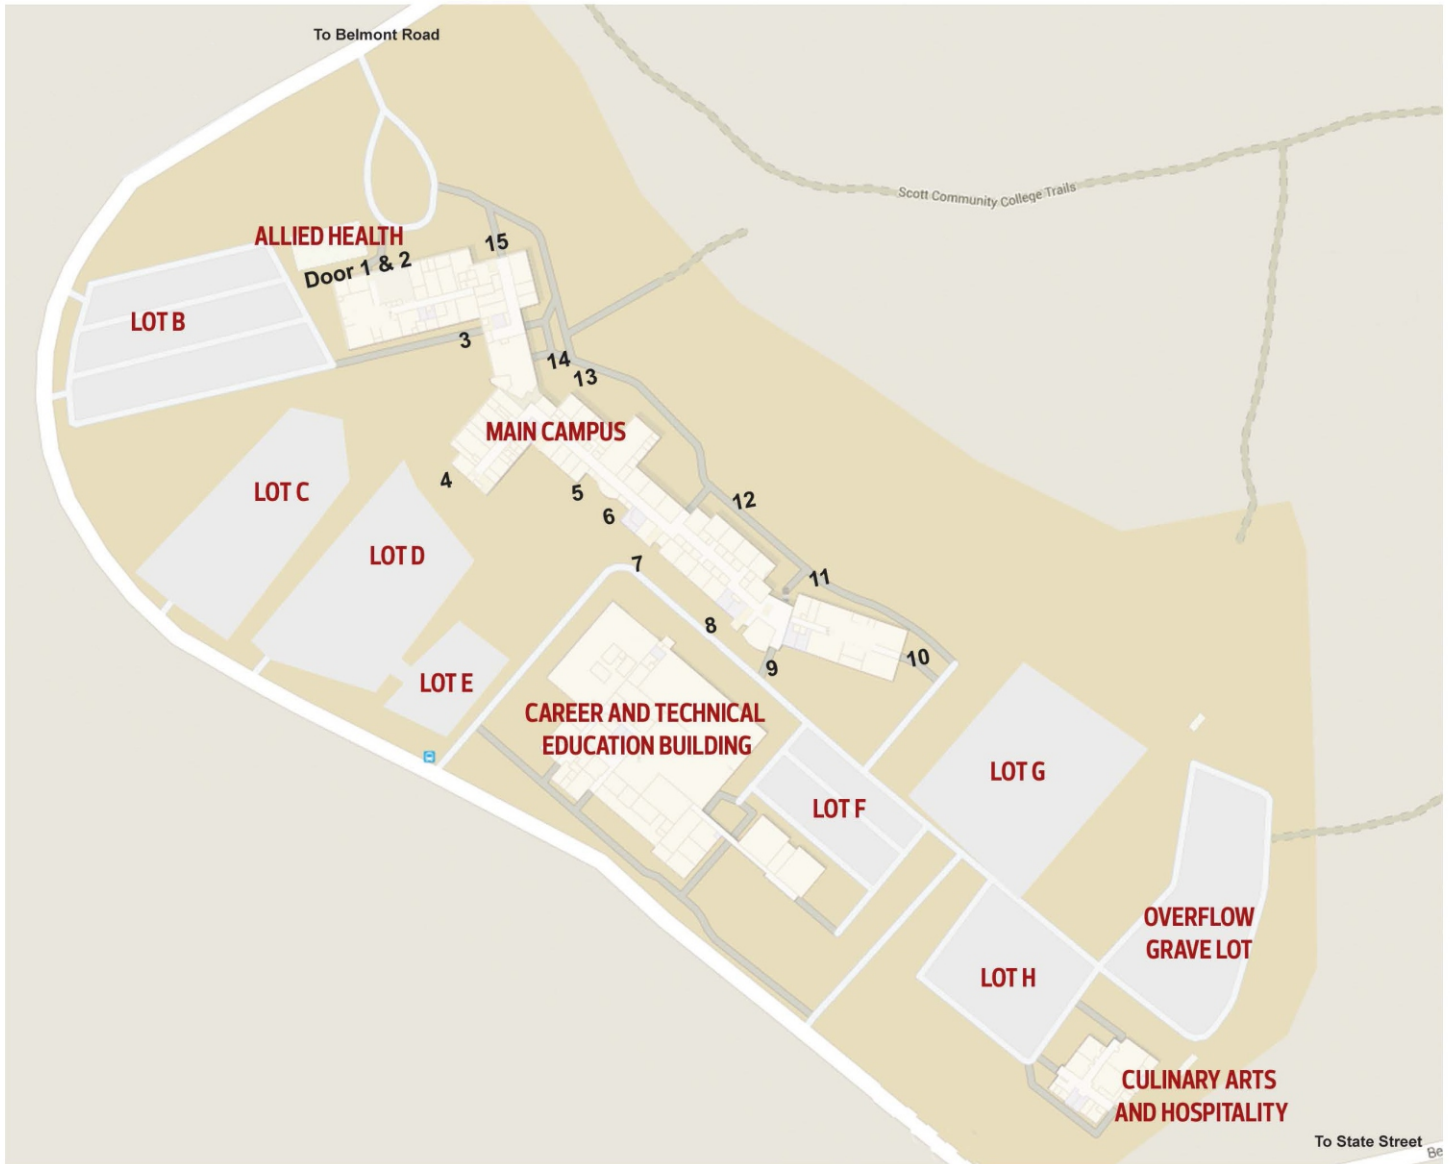 To Belmont Road
Scott Community College Trails
ALLIED HEALTH
15
Door 1 & 2
LOT B
3
14
13
MAIN CAMPUS
4
5
LOT C
12
6
LOT D
7
11
8
10
9
LOT E
CAREER AND TECHNICAL
EDUCATION BUILDING
LOT G
LOT F
OVERFLOW
GRAVE LOT
LOT H
CULINARY ARTS
AND HOSPITALITY
To State Street
Be